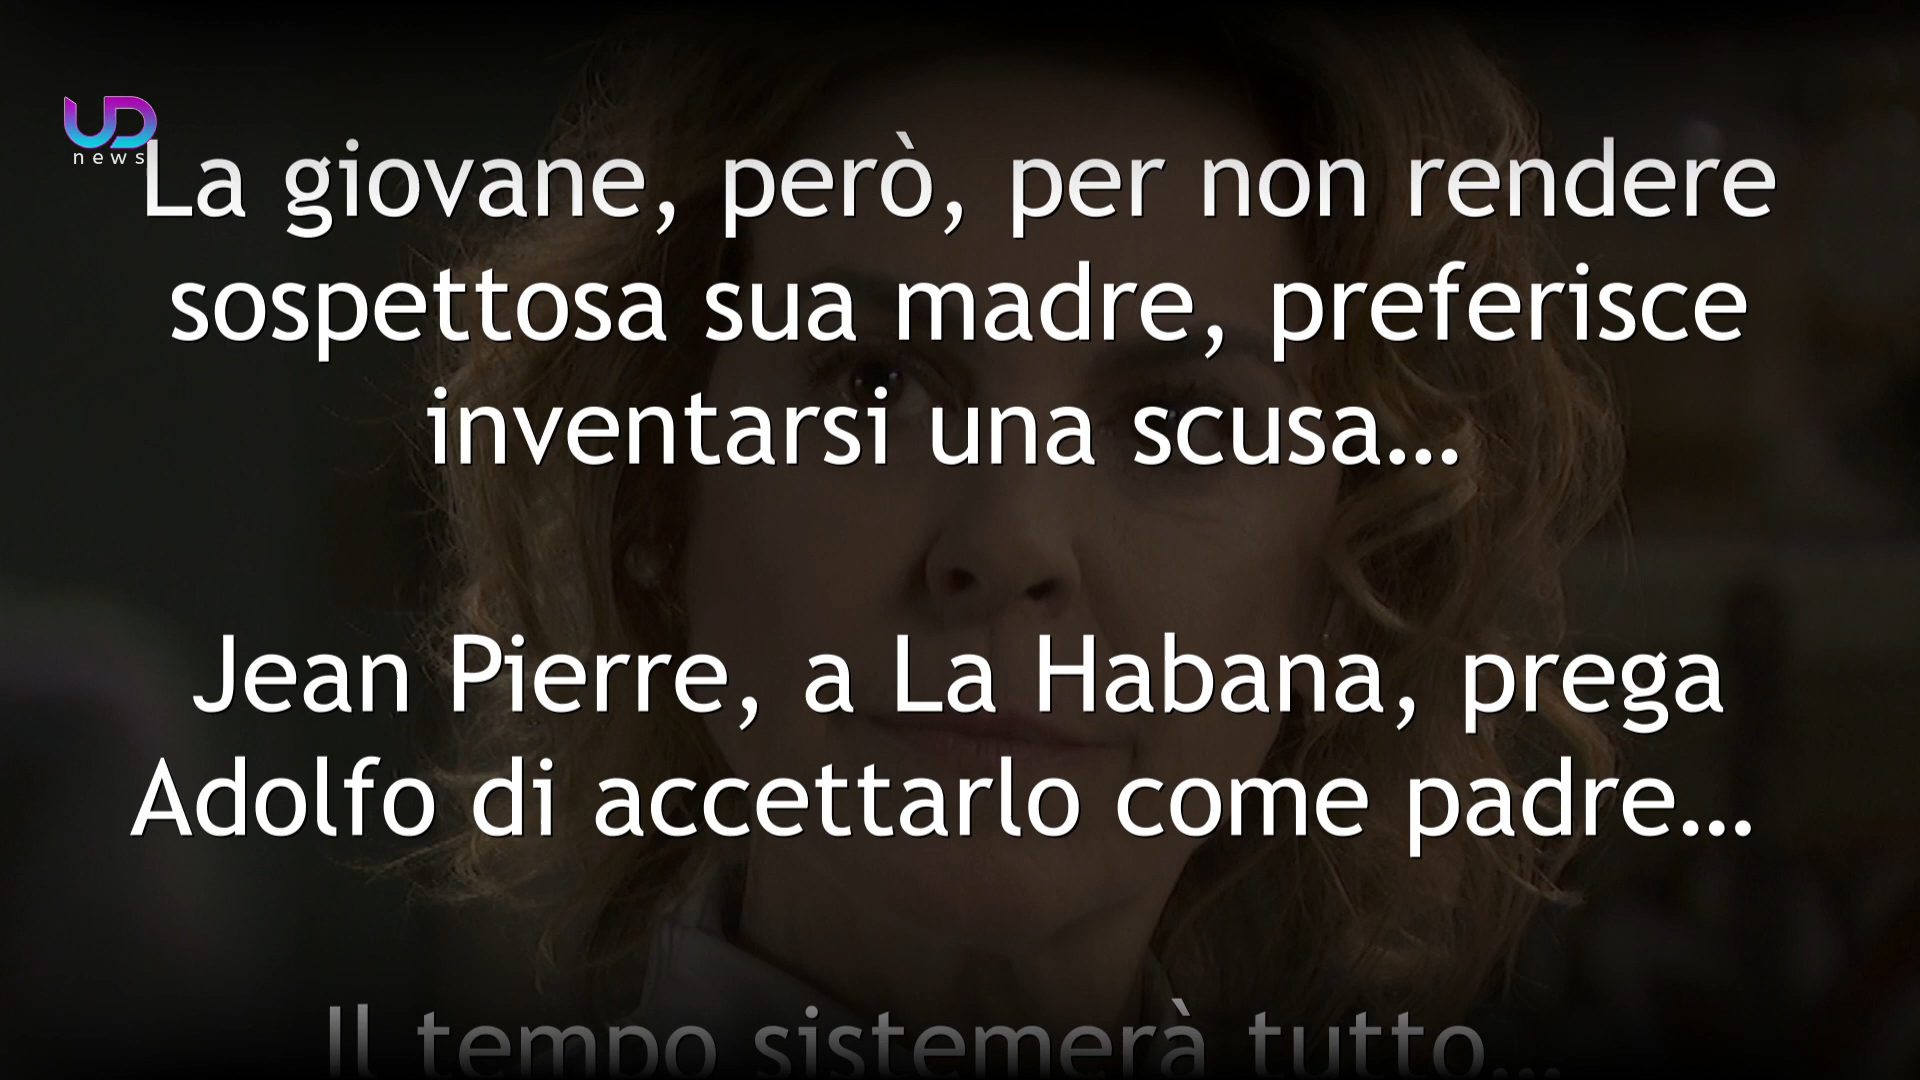 UD
news
La giovane, però, per non rendere
sospettosa sua madre, preferisce
inventarsi una scusa...
Jean Pierre, a La Habana, prega
Adolfo di accettarlo come padre...
Il tempo sistemerà tutto...